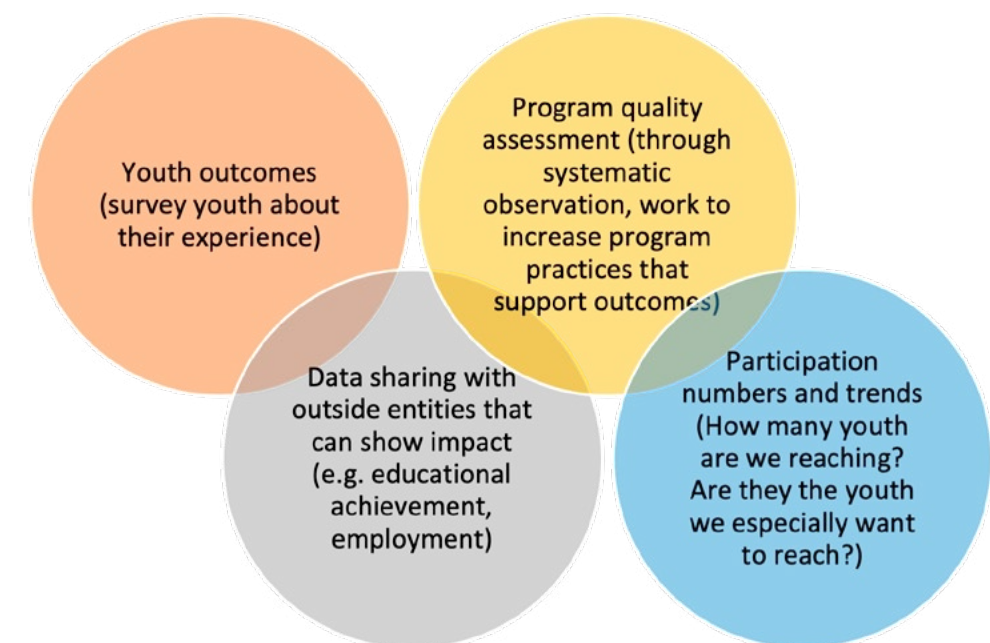 Youth outcomes
(survey youth about
their experience)
Program quality
assessment (through
systematic
observation, work to
increase program
practices that
support outcomes)
Data sharing with
outside entities that
can show impact
(e.g. educational
achievement,
employment)
Participation
numbers and trends
(How many youth
are we reaching?
Are they the youth
we especially want
to reach?)